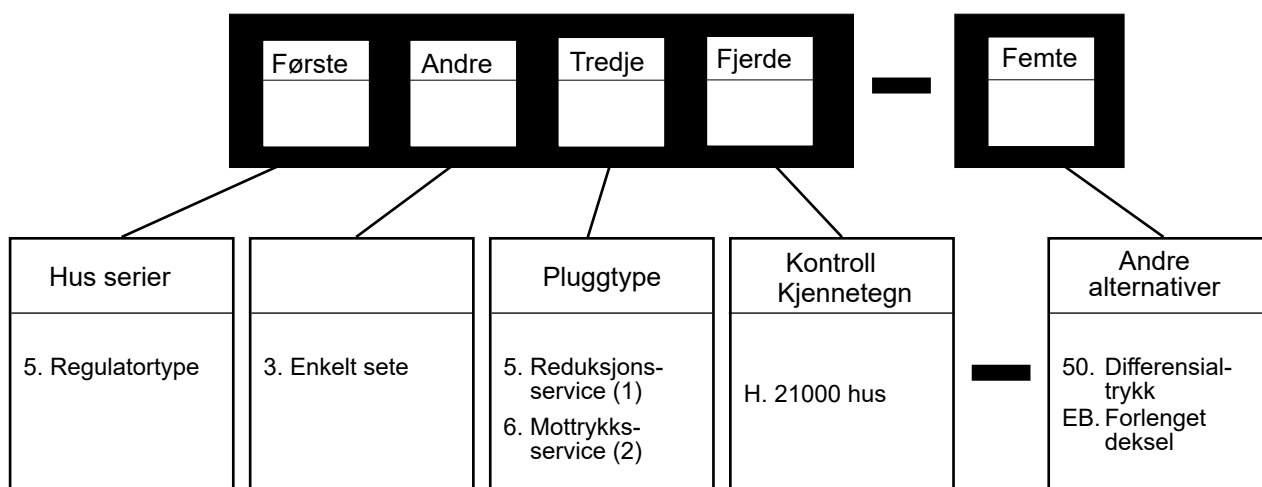 Første
Andre
Tredje
Fjerde
Femte
Hus serier
5. Regulatortype
3. Enkelt sete
Pluggtype
5. Reduksjons-
service (1)
6. Mottrykks-
service (2)
Kontroll
Kjennetegn
H. 21000 hus
Andre
alternativer
50. Differensial-
trykk
EB. Forlenget
deksel